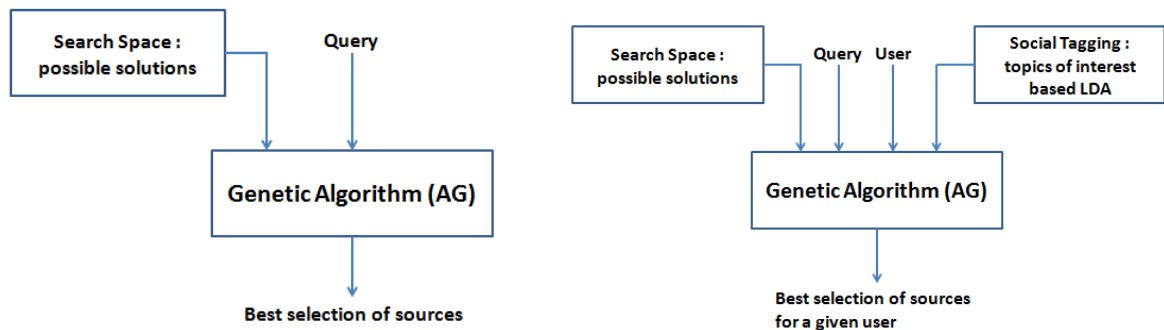 Search Space :
possible solutions
Query
Genetic Algorithm (AG)
Best selection of sources
Search Space :
possible solutions
Query
User
Social Tagging :
topics of interest
based LDA
Genetic Algorithm (AG)
Best selection of sources
for a given user